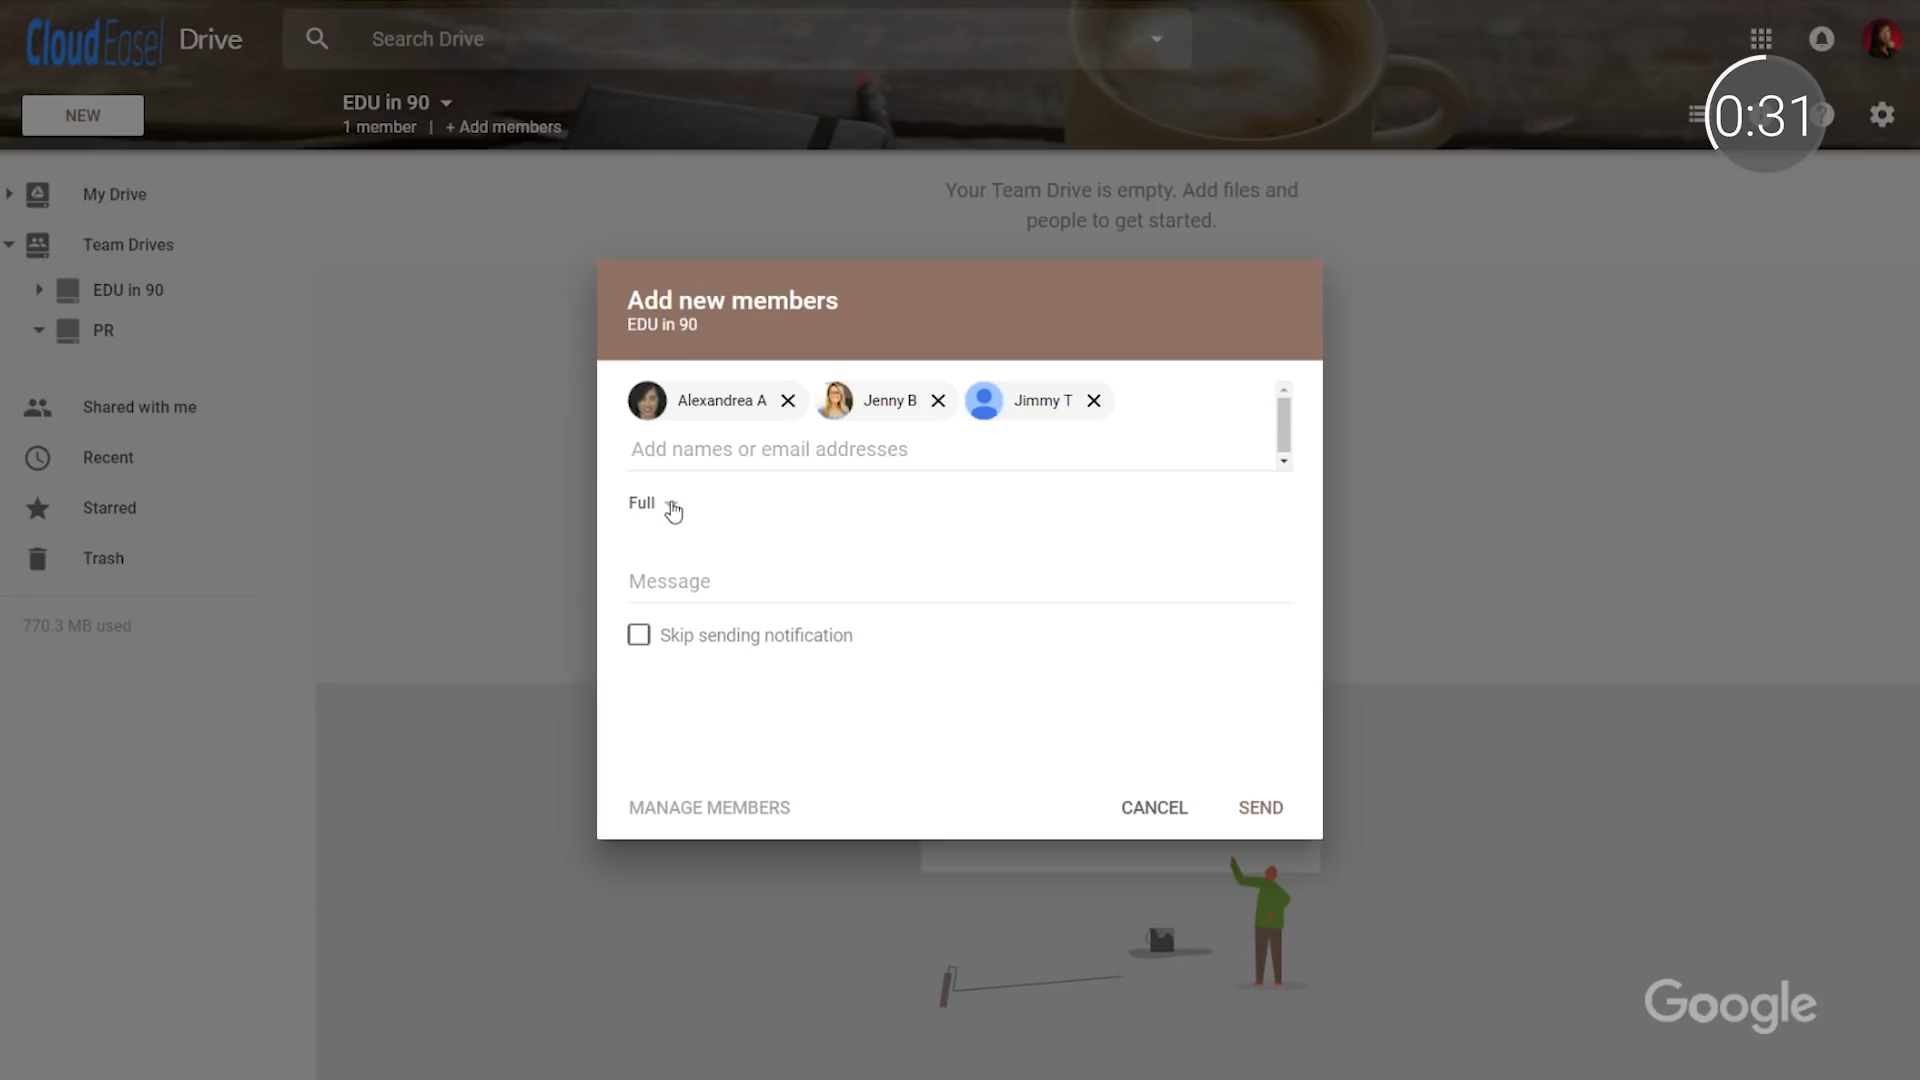 CloudEasel Drive
Search Drive
NEW
EDU in 90
1 member | + Add members
0:31
My Drive
Team Drives
EDU in 90
PR
Shared with me
Recent
Starred
Trash
770.3 MB used
Your Team Drive is empty. Add files and
people to get started.
Add new members
EDU in 90
Alexandrea A
Jenny B
Jimmy T
Add names or email addresses
Full
Message
Skip sending notification
MANAGE MEMBERS
CANCEL
SEND
Google